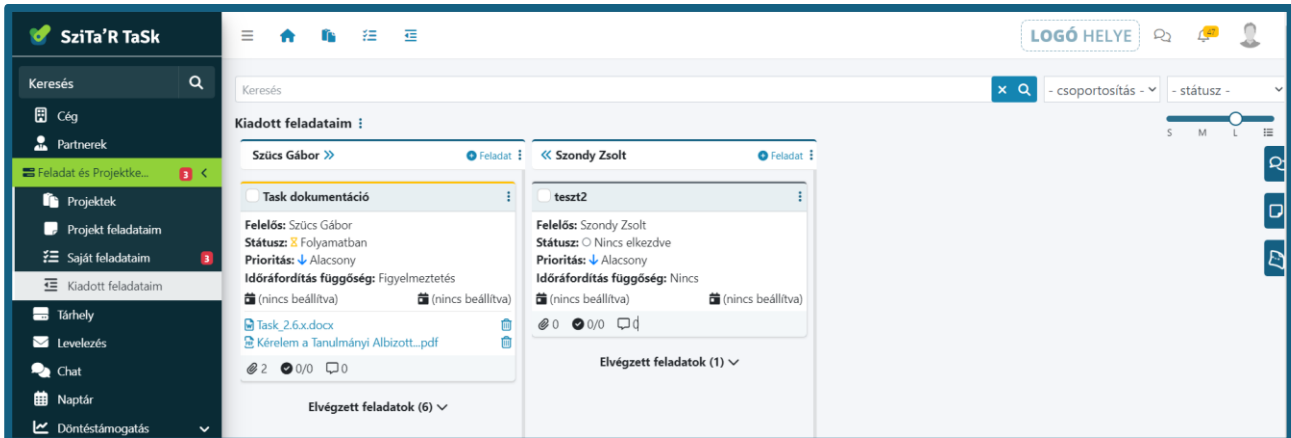 SziTa'R TaSk
LOGÓ HELYE
47
Keresés
Cég
Partnerek
Feladat és Projektke... 3
Projektek
Projekt feladataim
Saját feladataim 3
Kiadott feladataim
Tárhely
Levelezés
Chat
Naptár
Döntéstámogatás
Keresés
- csoportosítás -
- státusz -
Kiadott feladataim
S M L
Szücs Gábor
Feladat
Task dokumentáció
Felelős: Szücs Gábor
Státusz: Folyamatban
Prioritás: Alacsony
Időráfordítás függőség: Figyelmeztetés
(nincs beállítva) (nincs beállítva)
Task_2.6.x.docx
Kérelem a Tanulmányi Albizott...pdf
2 0/0 0
Elvégzett feladatok (6)
Szondy Zsolt
Feladat
teszt2
Felelős: Szondy Zsolt
Státusz: Nincs elkezdve
Prioritás: Alacsony
Időráfordítás függőség: Nincs
(nincs beállítva) (nincs beállítva)
0 0/0 0
Elvégzett feladatok (1)